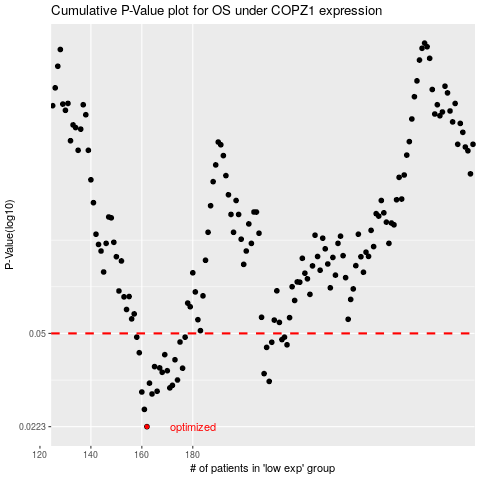 Cumulative P-Value plot for OS under COPZ1 expression
P-Value(log10)
0.05
0.0223
optimized
120 140 160 180
# of patients in 'low exp' group